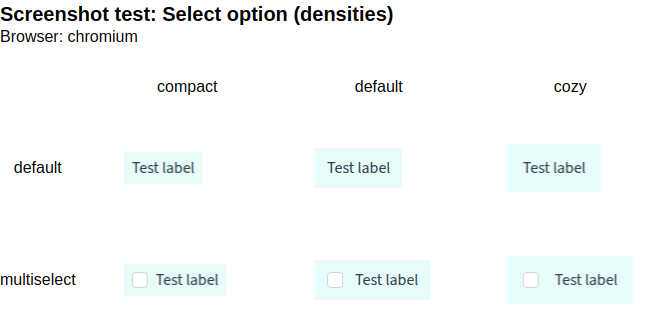 Screenshot test: Select option (densities)
Browser: chromium
compact default cozy
default Test label Test label Test label
multiselect Test label Test label Test label